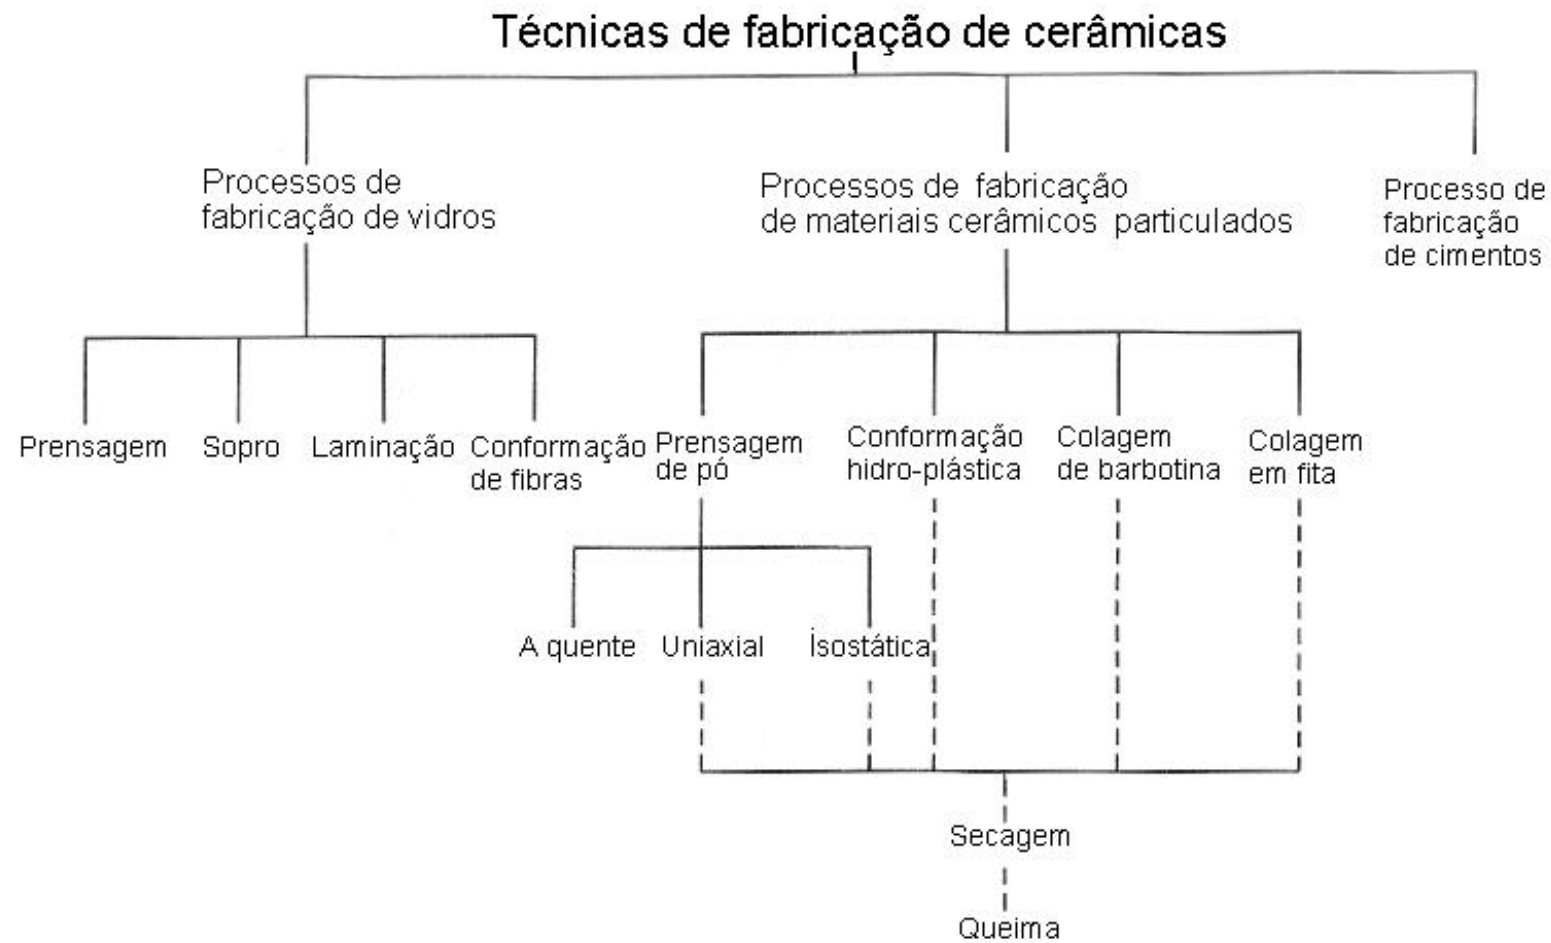 Técnicas de fabricação de cerâmicas
Processos de
fabricação de vidros
Processos de fabricação
de materiais cerâmicos particulados
Processo de
fabricação
de cimentos
Prensagem
Sopro
Laminação
Conformação
de fibras
Prensagem
de pó
Conformação
hidro-plástica
Colagem
de barbotina
Colagem
em fita
A quente
Uniaxial
İsostática
Secagem
Queima